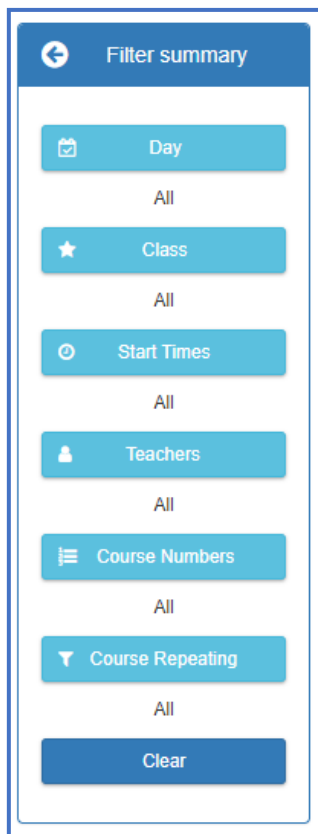 Filter summary
Day
All
Class
All
Start Times
All
Teachers
All
Course Numbers
All
Course Repeating
All
Clear